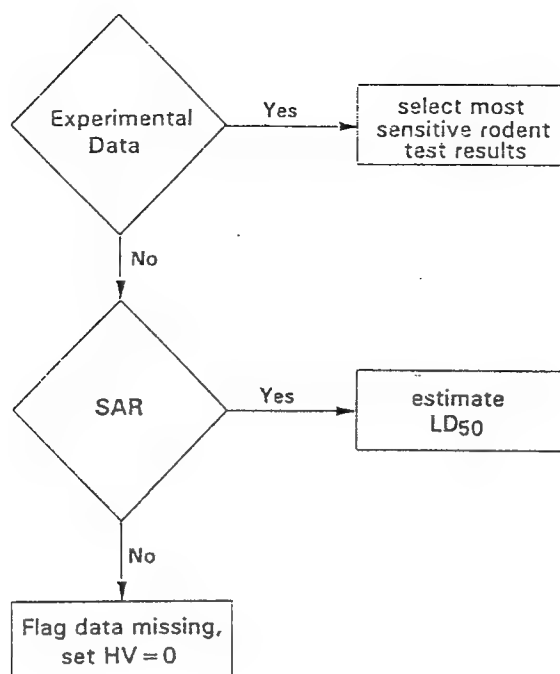 Experimental
Data
Yes
select most
sensitive rodent
test results
No
SAR
Yes
estimate
LD50
No
Flag data missing,
set HV = 0